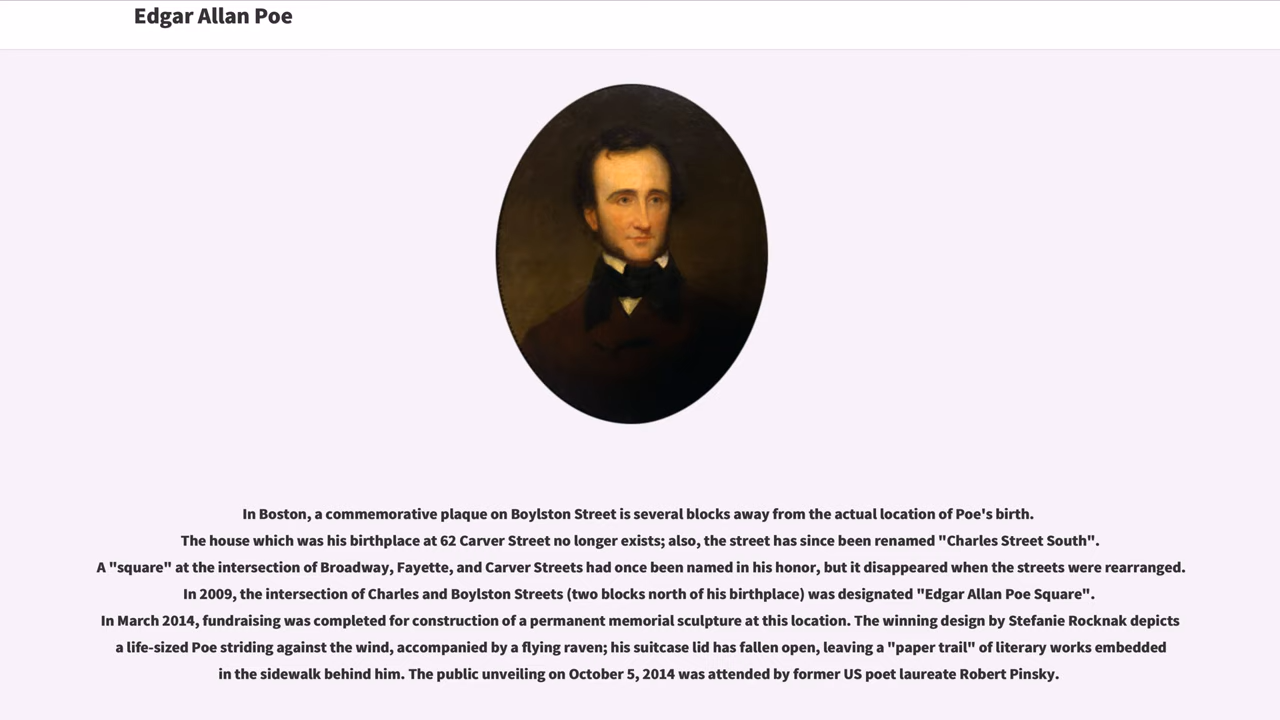 Edgar Allan Poe
In Boston, a commemorative plaque on Boylston Street is several blocks away from the actual location of Poe's birth.
The house which was his birthplace at 62 Carver Street no longer exists; also, the street has since been renamed "Charles Street South".
A "square" at the intersection of Broadway, Fayette, and Carver Streets had once been named in his honor, but it disappeared when the streets were rearranged.
In 2009, the intersection of Charles and Boylston Streets (two blocks north of his birthplace) was designated "Edgar Allan Poe Square".
In March 2014, fundraising was completed for construction of a permanent memorial sculpture at this location. The winning design by Stefanie Rocknak depicts
a life-sized Poe striding against the wind, accompanied by a flying raven; his suitcase lid has fallen open, leaving a "paper trail" of literary works embedded
in the sidewalk behind him. The public unveiling on October 5, 2014 was attended by former US poet laureate Robert Pinsky.